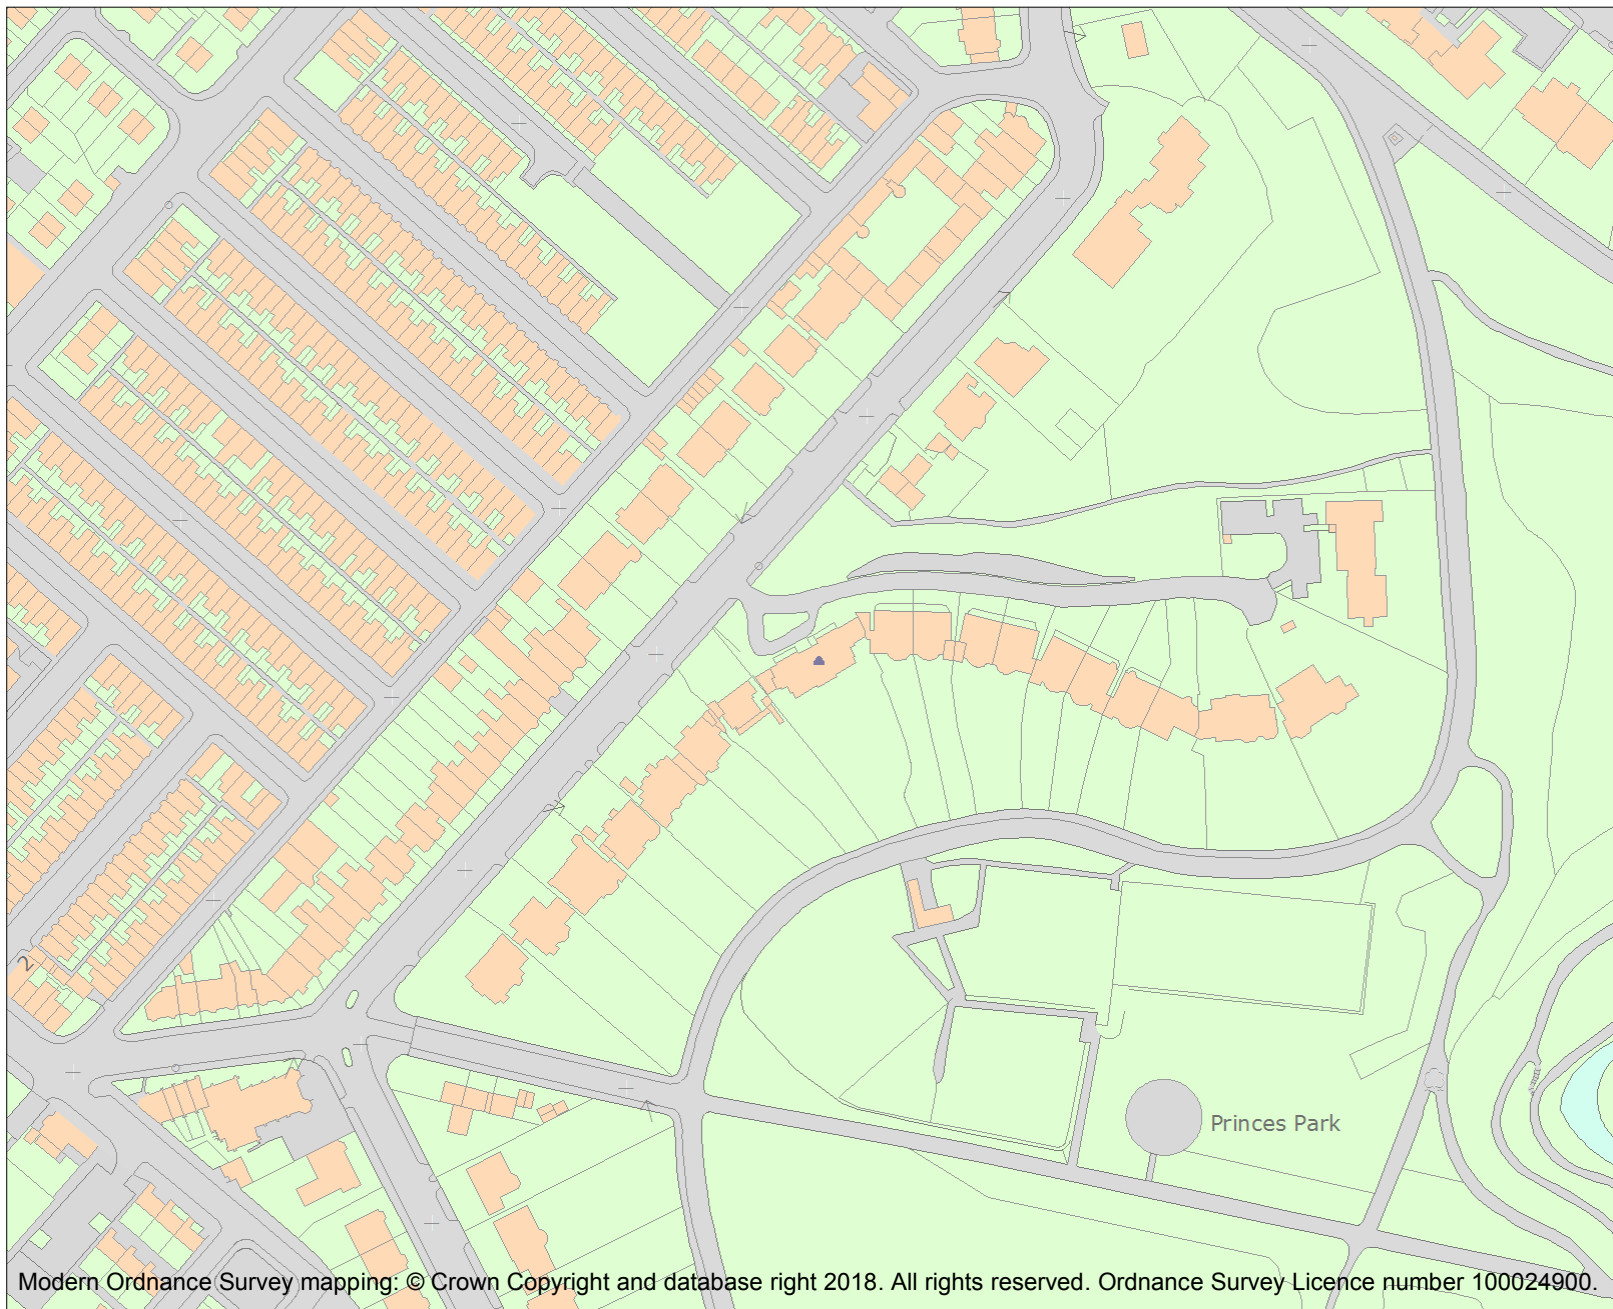 2
Princes Park
Modern Ordnance Survey mapping: © Crown Copyright and database right 2018. All rights reserved. Ordnance Survey Licence number 100024900.